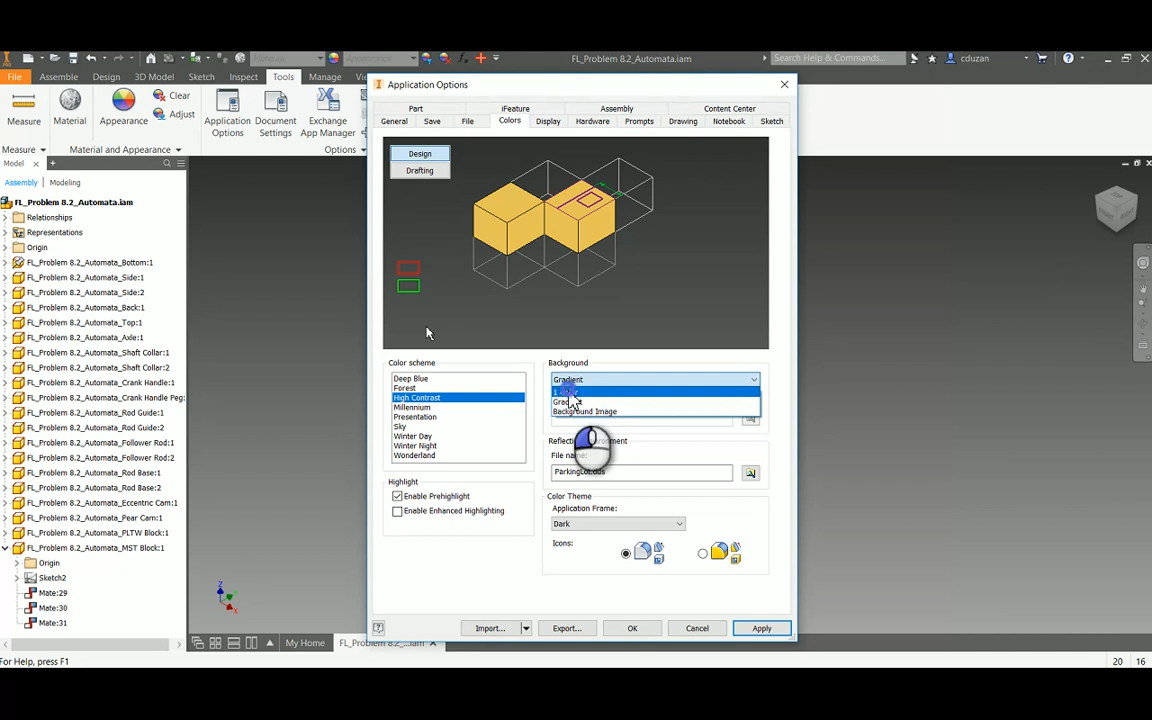 FL_Problem 8.2_Automata.iam
Search Help & Commands...
cduzan
File Assembly Design 3D Model Sketch Inspect Tools Manage
Application Options
Part iFeature Assembly Content Center
General Save File Colors Display Hardware Prompts Drawing Notebook Sketch
Measure
Material
Appearance
Clear
Adjust
Application Options
Document Settings
Exchange App Manager
Measure
Material and Appearance
Options
Model
Assembly Modeling
FL_Problem 8.2_Automata.iam
Relationships
Representations
Origin
FL_Problem 8.2_Automata_Bottom:1
FL_Problem 8.2_Automata_Side:1
FL_Problem 8.2_Automata_Side:2
FL_Problem 8.2_Automata_Back:1
FL_Problem 8.2_Automata_Top:1
FL_Problem 8.2_Automata_Axle:1
FL_Problem 8.2_Automata_Shaft Collar:1
FL_Problem 8.2_Automata_Shaft Collar:2
FL_Problem 8.2_Automata_Crank Handle:1
FL_Problem 8.2_Automata_Crank Handle Peg:
FL_Problem 8.2_Automata_Rod Guide:1
FL_Problem 8.2_Automata_Rod Guide:2
FL_Problem 8.2_Automata_Follower Rod:1
FL_Problem 8.2_Automata_Follower Rod:2
FL_Problem 8.2_Automata_Rod Base:1
FL_Problem 8.2_Automata_Rod Base:2
FL_Problem 8.2_Automata_Eccentric Cam:1
FL_Problem 8.2_Automata_Pear Cam:1
FL_Problem 8.2_Automata_PLTW Block:1
FL_Problem 8.2_Automata_MST Block:1
Origin
Sketch2
Mate:29
Mate:30
Mate:31
Design
Drafting
Color scheme
Deep Blue
Forest
High Contrast
Millennium
Presentation
Sky
Winter Day
Winter Night
Wonderland
Background
Gradient
Background Image
File name:
ParkingLot.dds
Highlight
Enable Prehighlight
Enable Enhanced Highlighting
Color Theme
Application Frame:
Dark
Icons:
Import... Export... OK Cancel Apply
Z
X
My Home
FL_Problem 8.2_...iam
For Help, press F1
20 16